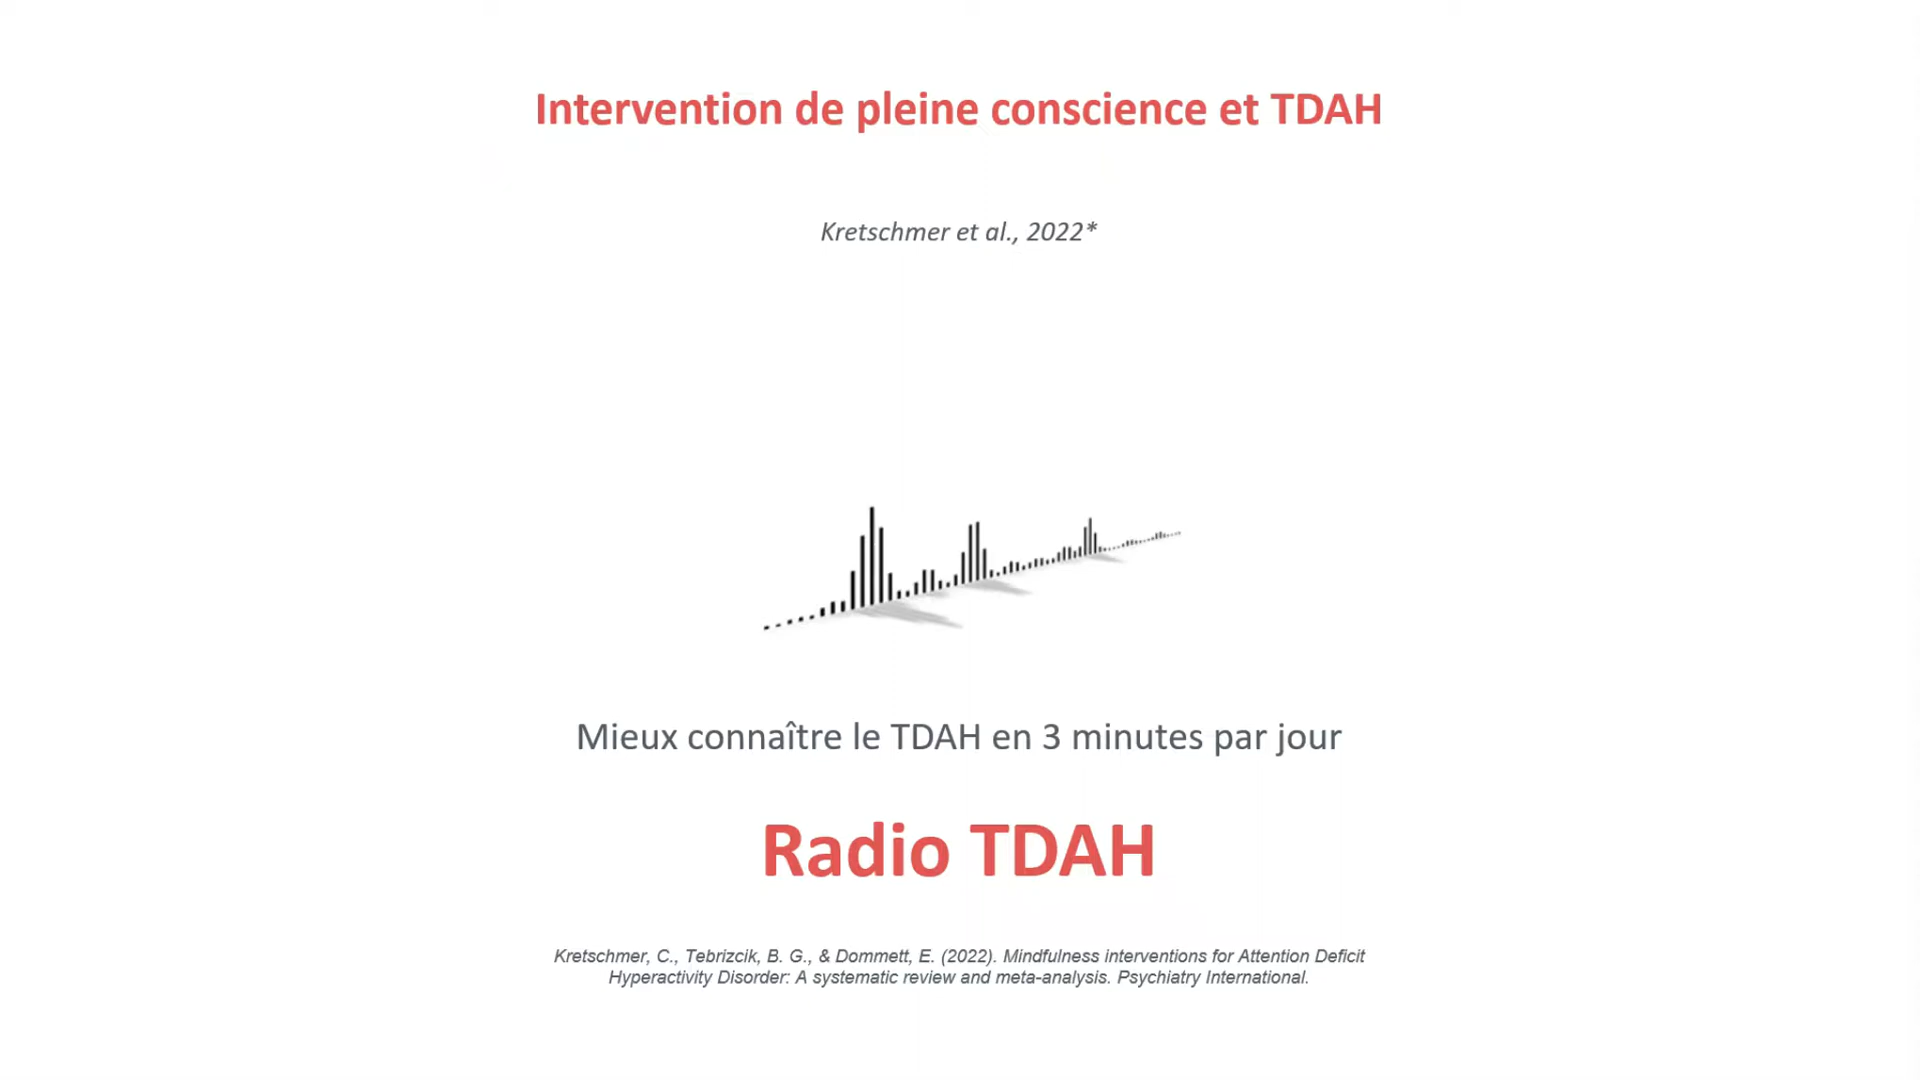 Intervention de pleine conscience et TDAH
Kretschmer et al., 2022*
Mieux connaître le TDAH en 3 minutes par jour
Radio TDAH
Kretschmer, C., Tebrizcik, B. G., & Dommett, E. (2022). Mindfulness interventions for Attention Deficit
Hyperactivity Disorder: A systematic review and meta-analysis. Psychiatry International.